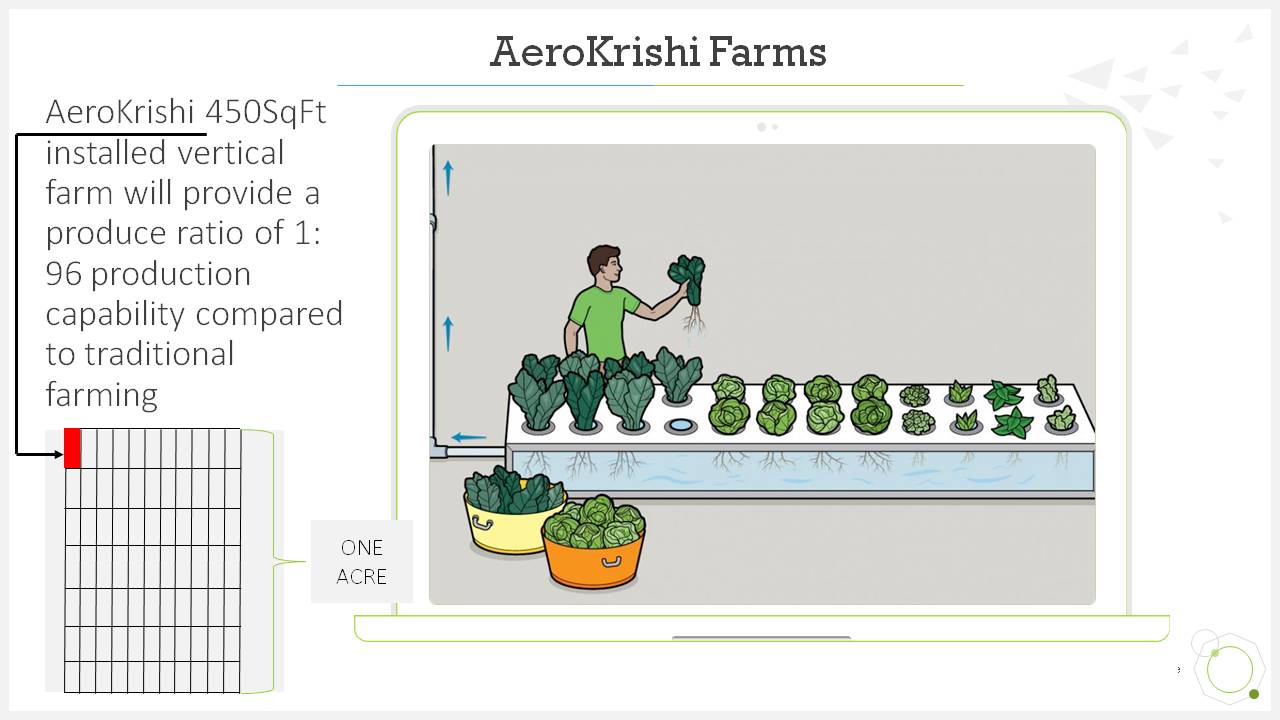 AeroKrishi Farms
AeroKrishi 450SqFt
installed vertical
farm will provide a
produce ratio of 1:
96 production
capability compared
to traditional
farming
ONE
ACRE